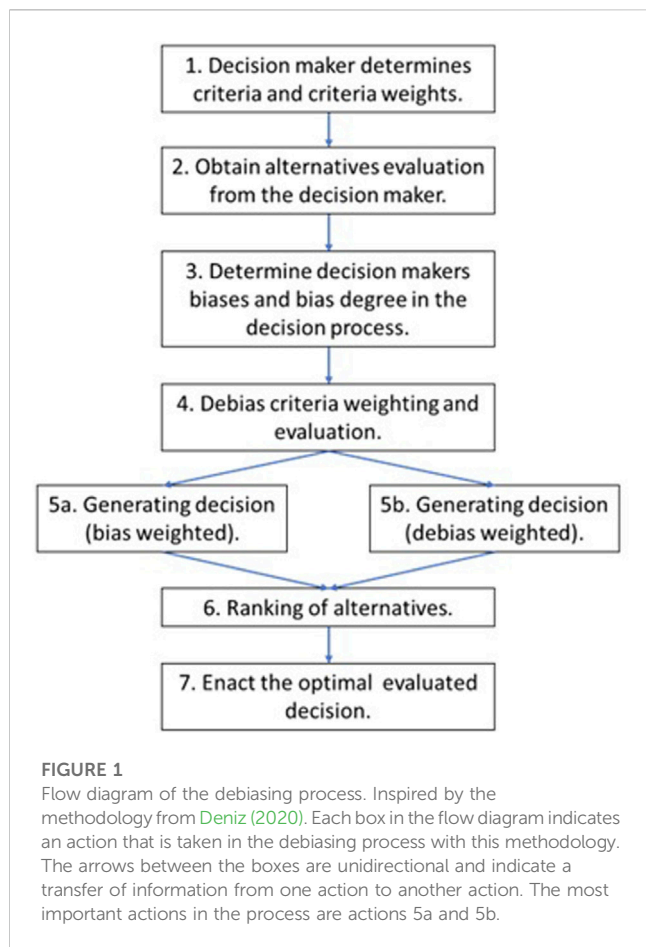 1. Decision maker determines
criteria and criteria weights.
2. Obtain alternatives evaluation
from the decision maker.
3. Determine decision makers
biases and bias degree in the
decision process.
4. Debias criteria weighting and
evaluation.
5a. Generating decision
(bias weighted).
5b. Generating decision
(debias weighted).
6. Ranking of alternatives.
7. Enact the optimal evaluated
decision.
FIGURE 1
Flow diagram of the debiasing process. Inspired by the
methodology from Deniz (2020). Each box in the flow diagram indicates
an action that is taken in the debiasing process with this methodology.
The arrows between the boxes are unidirectional and indicate a
transfer of information from one action to another action. The most
important actions in the process are actions 5a and 5b.